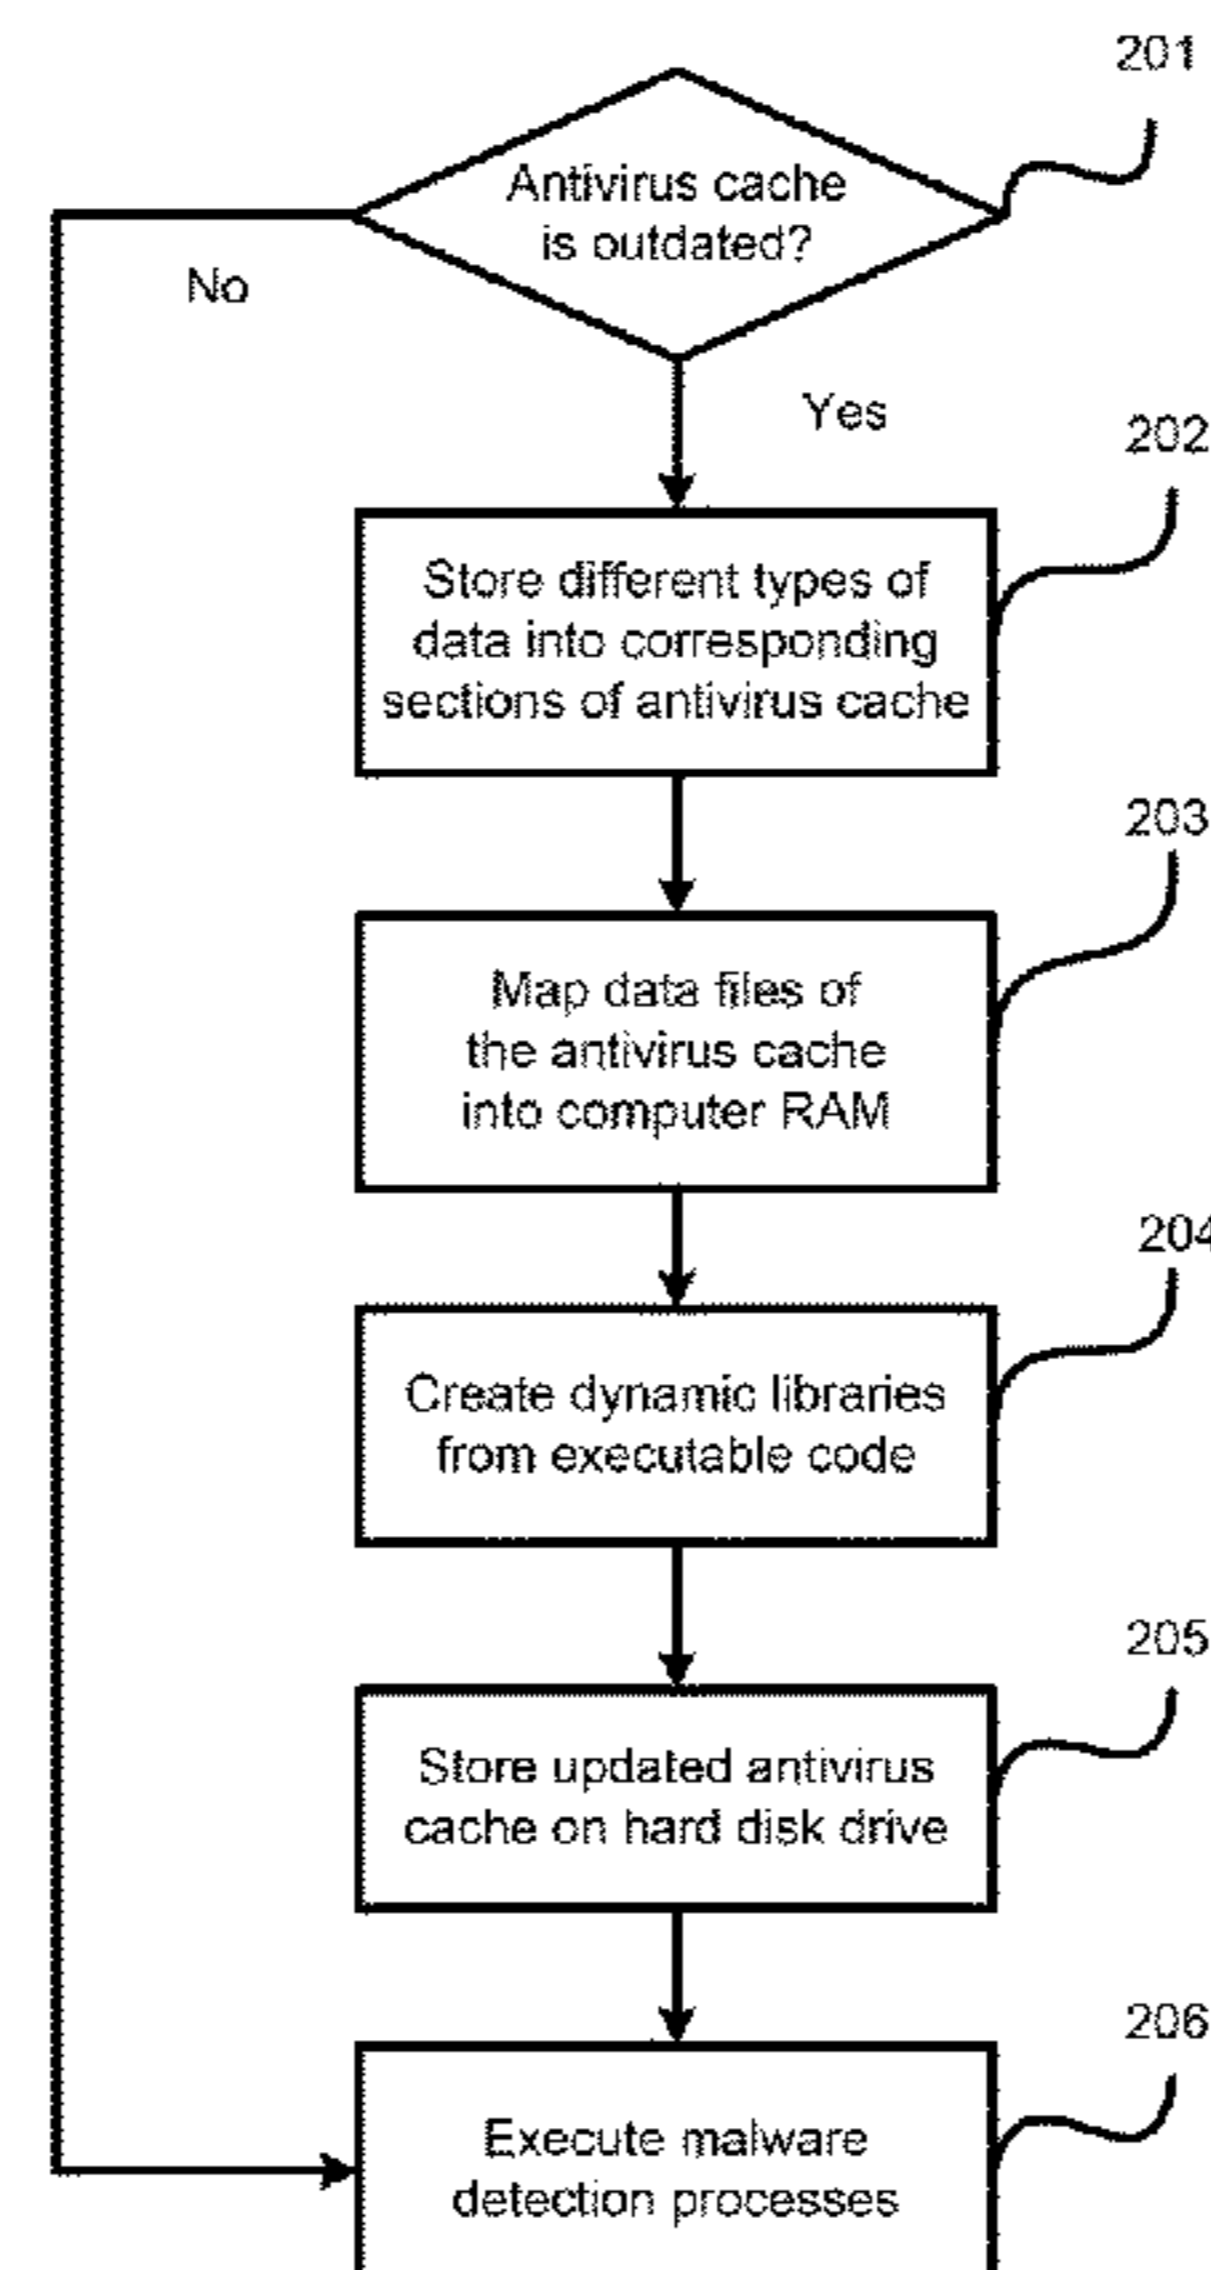 201
Antivirus cache
is outdated?
No
Yes
202
Store different types of
data into corresponding
sections of antivirus cache
203
Map data files of
the antivirus cache
into computer RAM
204
Create dynamic libraries
from executable code
205
Store updated antivirus
cache on hard disk drive
206
Execute malware
detection processes